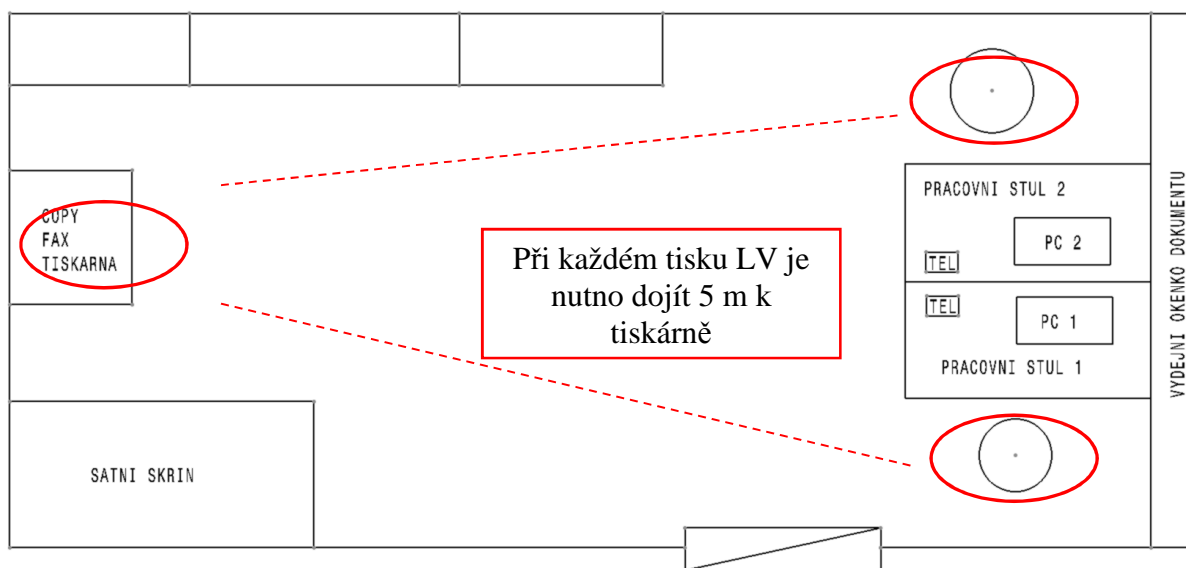 COPY
FAX
TISKARNA
SATNI SKRIN
Při každém tisku LV je
nutno dojít 5 m k
tiskárně
PRACOVNI STUL 2
PC 2
TEL
TEL
PC 1
PRACOVNI STUL 1
VYDEJNI OKENKO DOKUMENTU